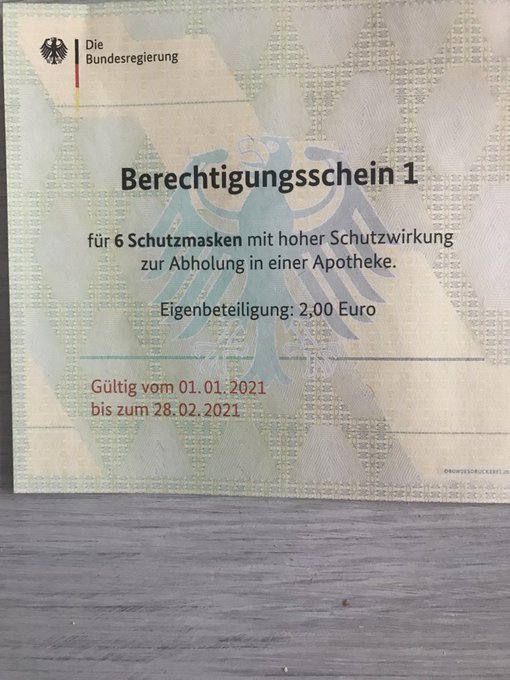 Die
Bundesregierung
Berechtigungsschein 1
für 6 Schutzmasken mit hoher Schutzwirkung
zur Abholung in einer Apotheke.
Eigenbeteiligung: 2,00 Euro
Gültig vom 01.01.2021
bis zum 28.02.2021
©BUNDESDRUCKEREI